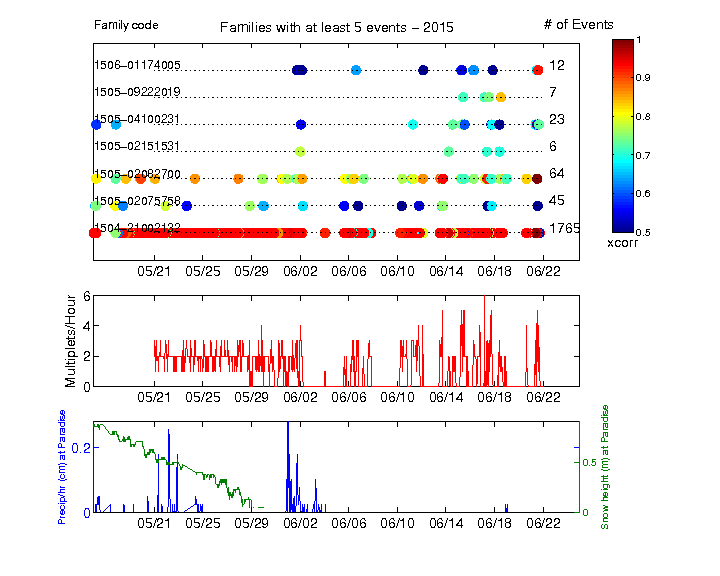 Family code
Families with at least 5 events − 2015
# of Events
1506−01174005
12
1505−09222019
7
1505−04100231
23
1505−02151531
6
1505−02082700
64
1505−02075758
45
1504−21002132
1765
1
0.9
0.8
0.7
0.6
0.5
xcorr
05/21 05/25 05/29 06/02 06/06 06/10 06/14 06/18 06/22
Multiplets/Hour
6
4
2
0
05/21 05/25 05/29 06/02 06/06 06/10 06/14 06/18 06/22
Precip/hr (cm) at Paradise
0.2
0
0.5
0
Snow height (m) at Paradise
05/21 05/25 05/29 06/02 06/06 06/10 06/14 06/18 06/22